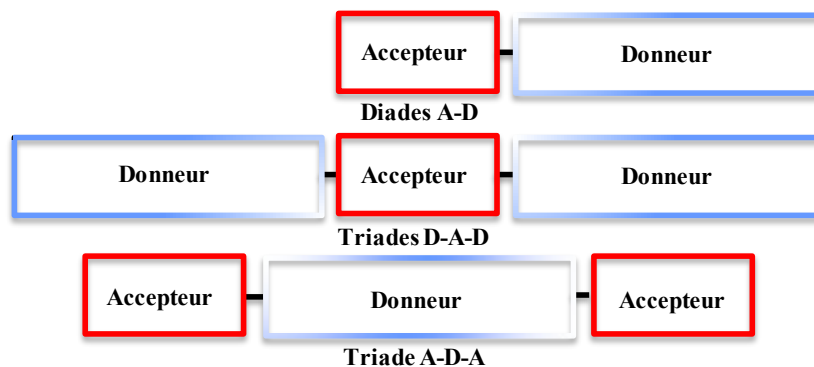 Accepteur Donneur
Diades A-D
Donneur Accepteur Donneur
Triades D-A-D
Accepteur Donneur Accepteur
Triade A-D-A